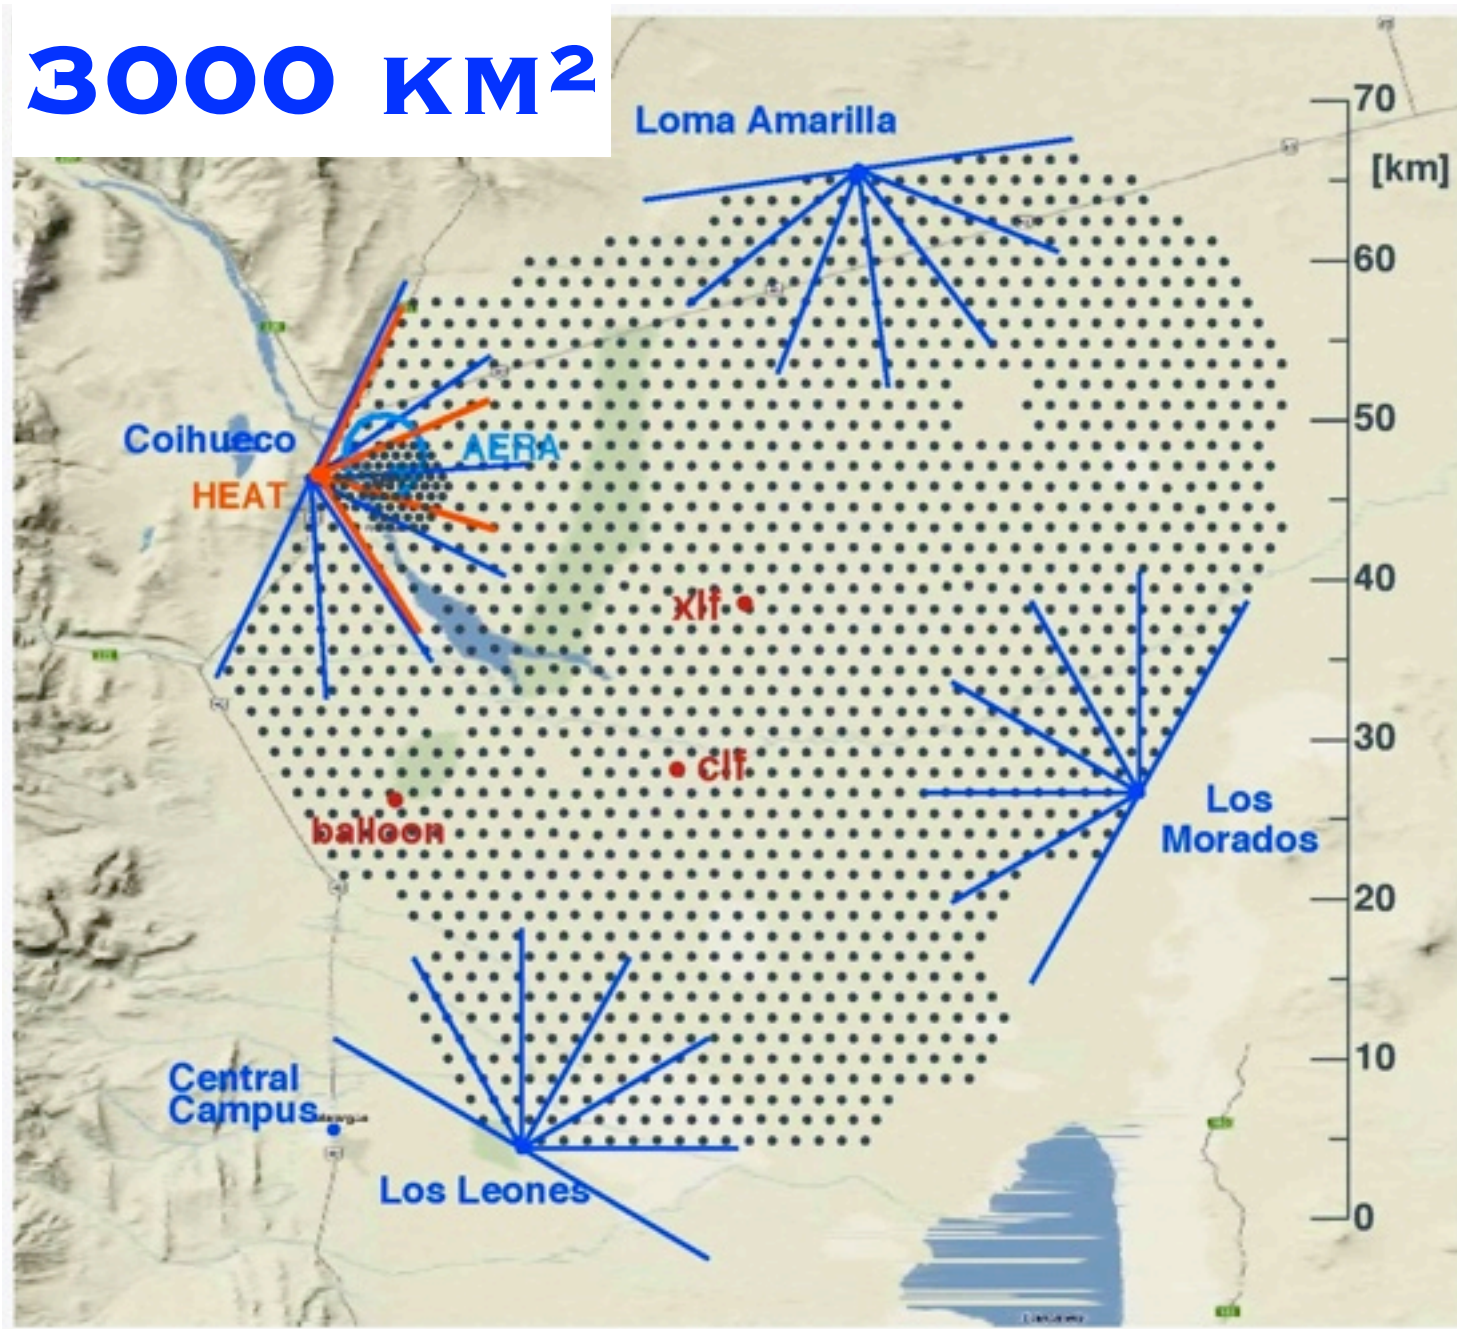 3000 KM²
Loma Amarilla
70
[km]
60
50
Coihueco
AERA
HEAT
40
xlf
30
clf
Los
Morados
balloon
20
10
Central
Campus
Los Leones
0